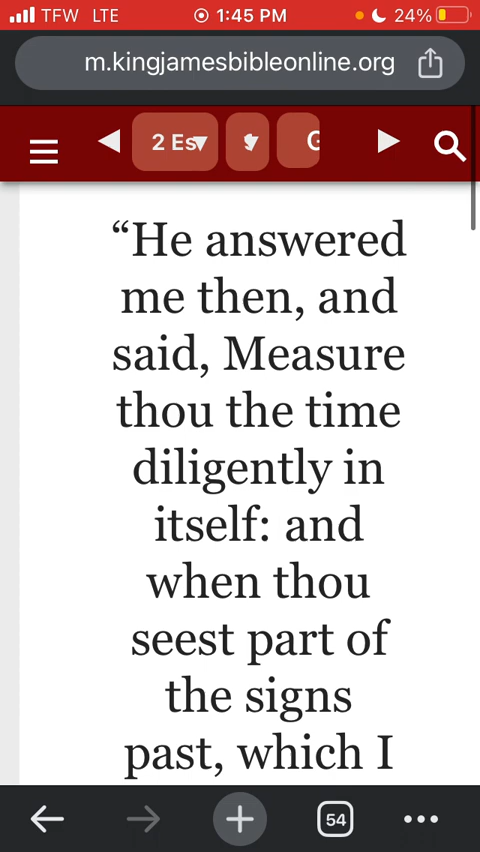 TFW LTE 1:45 PM 24%
m.kingjamesbibleonline.org
2 Es
“He answered
me then, and
said, Measure
thou the time
diligently in
itself: and
when thou
seest part of
the signs
past, which I
54